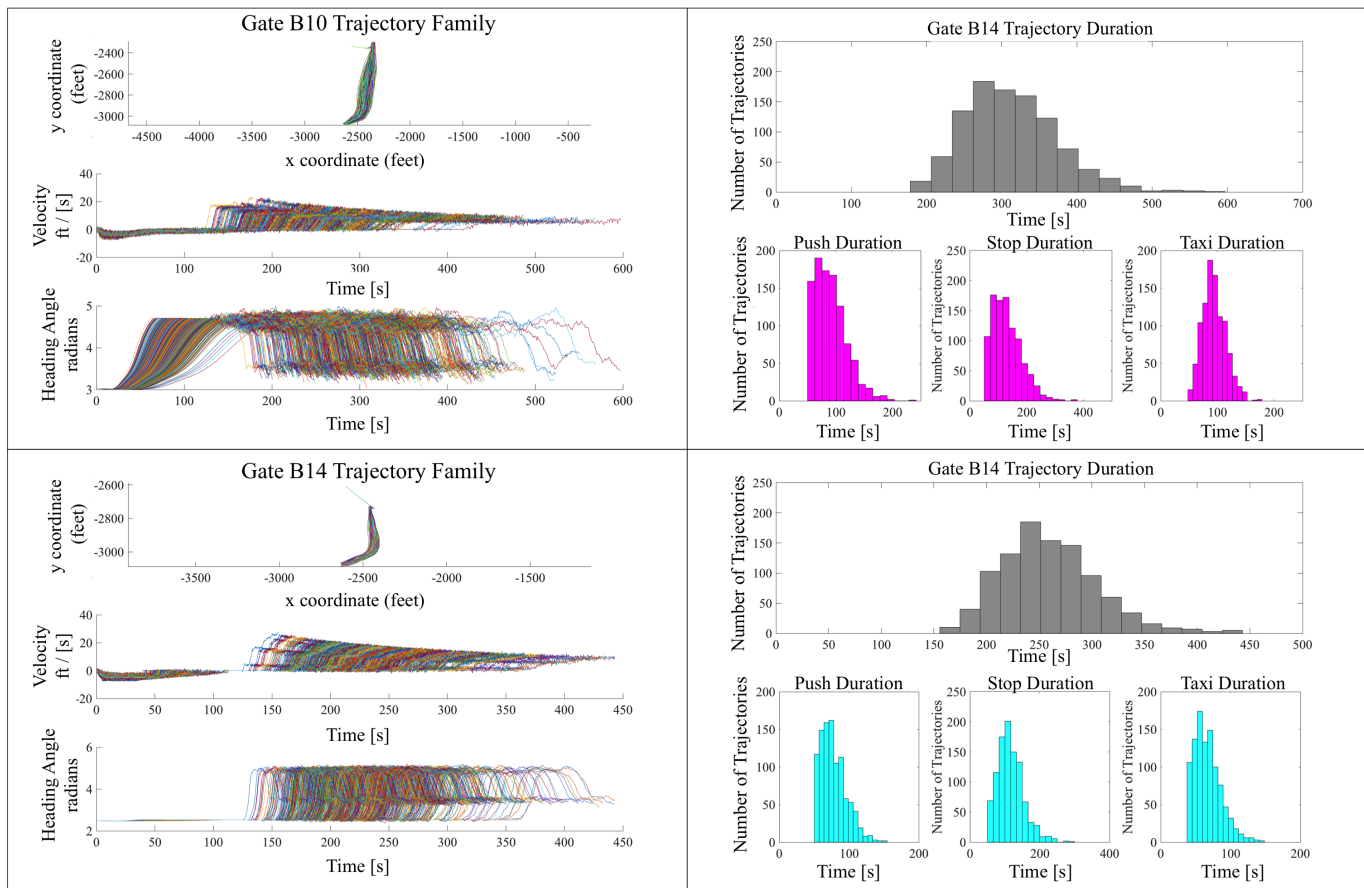 Gate B10 Trajectory Family
y coordinate
(feet)
-2400
-2600
-2800
-3000
-4500 -4000 -3500 -3000 -2500 -2000 -1500 -1000 -500
x coordinate (feet)
Velocity
ft / [s]
40
20
0
-20
0 100 200 300 400 500 600
Time [s]
Heading Angle
radians
5
4
3
0 100 200 300 400 500 600
Time [s]
Gate B14 Trajectory Duration
Number of Trajectories
250
200
150
100
50
0
0 100 200 300 400 500 600 700
Time [s]
Push Duration
Number of Trajectories
200
150
100
50
0
0 100 200
Time [s]
Stop Duration
Number of Trajectories
250
200
150
100
50
0
0 200 400
Time [s]
Taxi Duration
200
150
100
50
0
0 100 200
Time [s]
Gate B14 Trajectory Family
y coordinate
(feet)
-2600
-2800
-3000
-3500 -3000 -2500 -2000 -1500
x coordinate (feet)
Velocity
ft / [s]
40
20
0
-20
0 50 100 150 200 250 300 350 400 450
Time [s]
Heading Angle
radians
6
4
2
0 50 100 150 200 250 300 350 400 450
Time [s]
Gate B14 Trajectory Duration
Number of Trajectories
250
200
150
100
50
0
0 50 100 150 200 250 300 350 400 450 500
Time [s]
Push Duration
Number of Trajectories
200
150
100
50
0
0 100 200
Time [s]
Stop Duration
Number of Trajectories
250
200
150
100
50
0
0 200 400
Time [s]
Taxi Duration
200
150
100
50
0
0 100 200
Time [s]